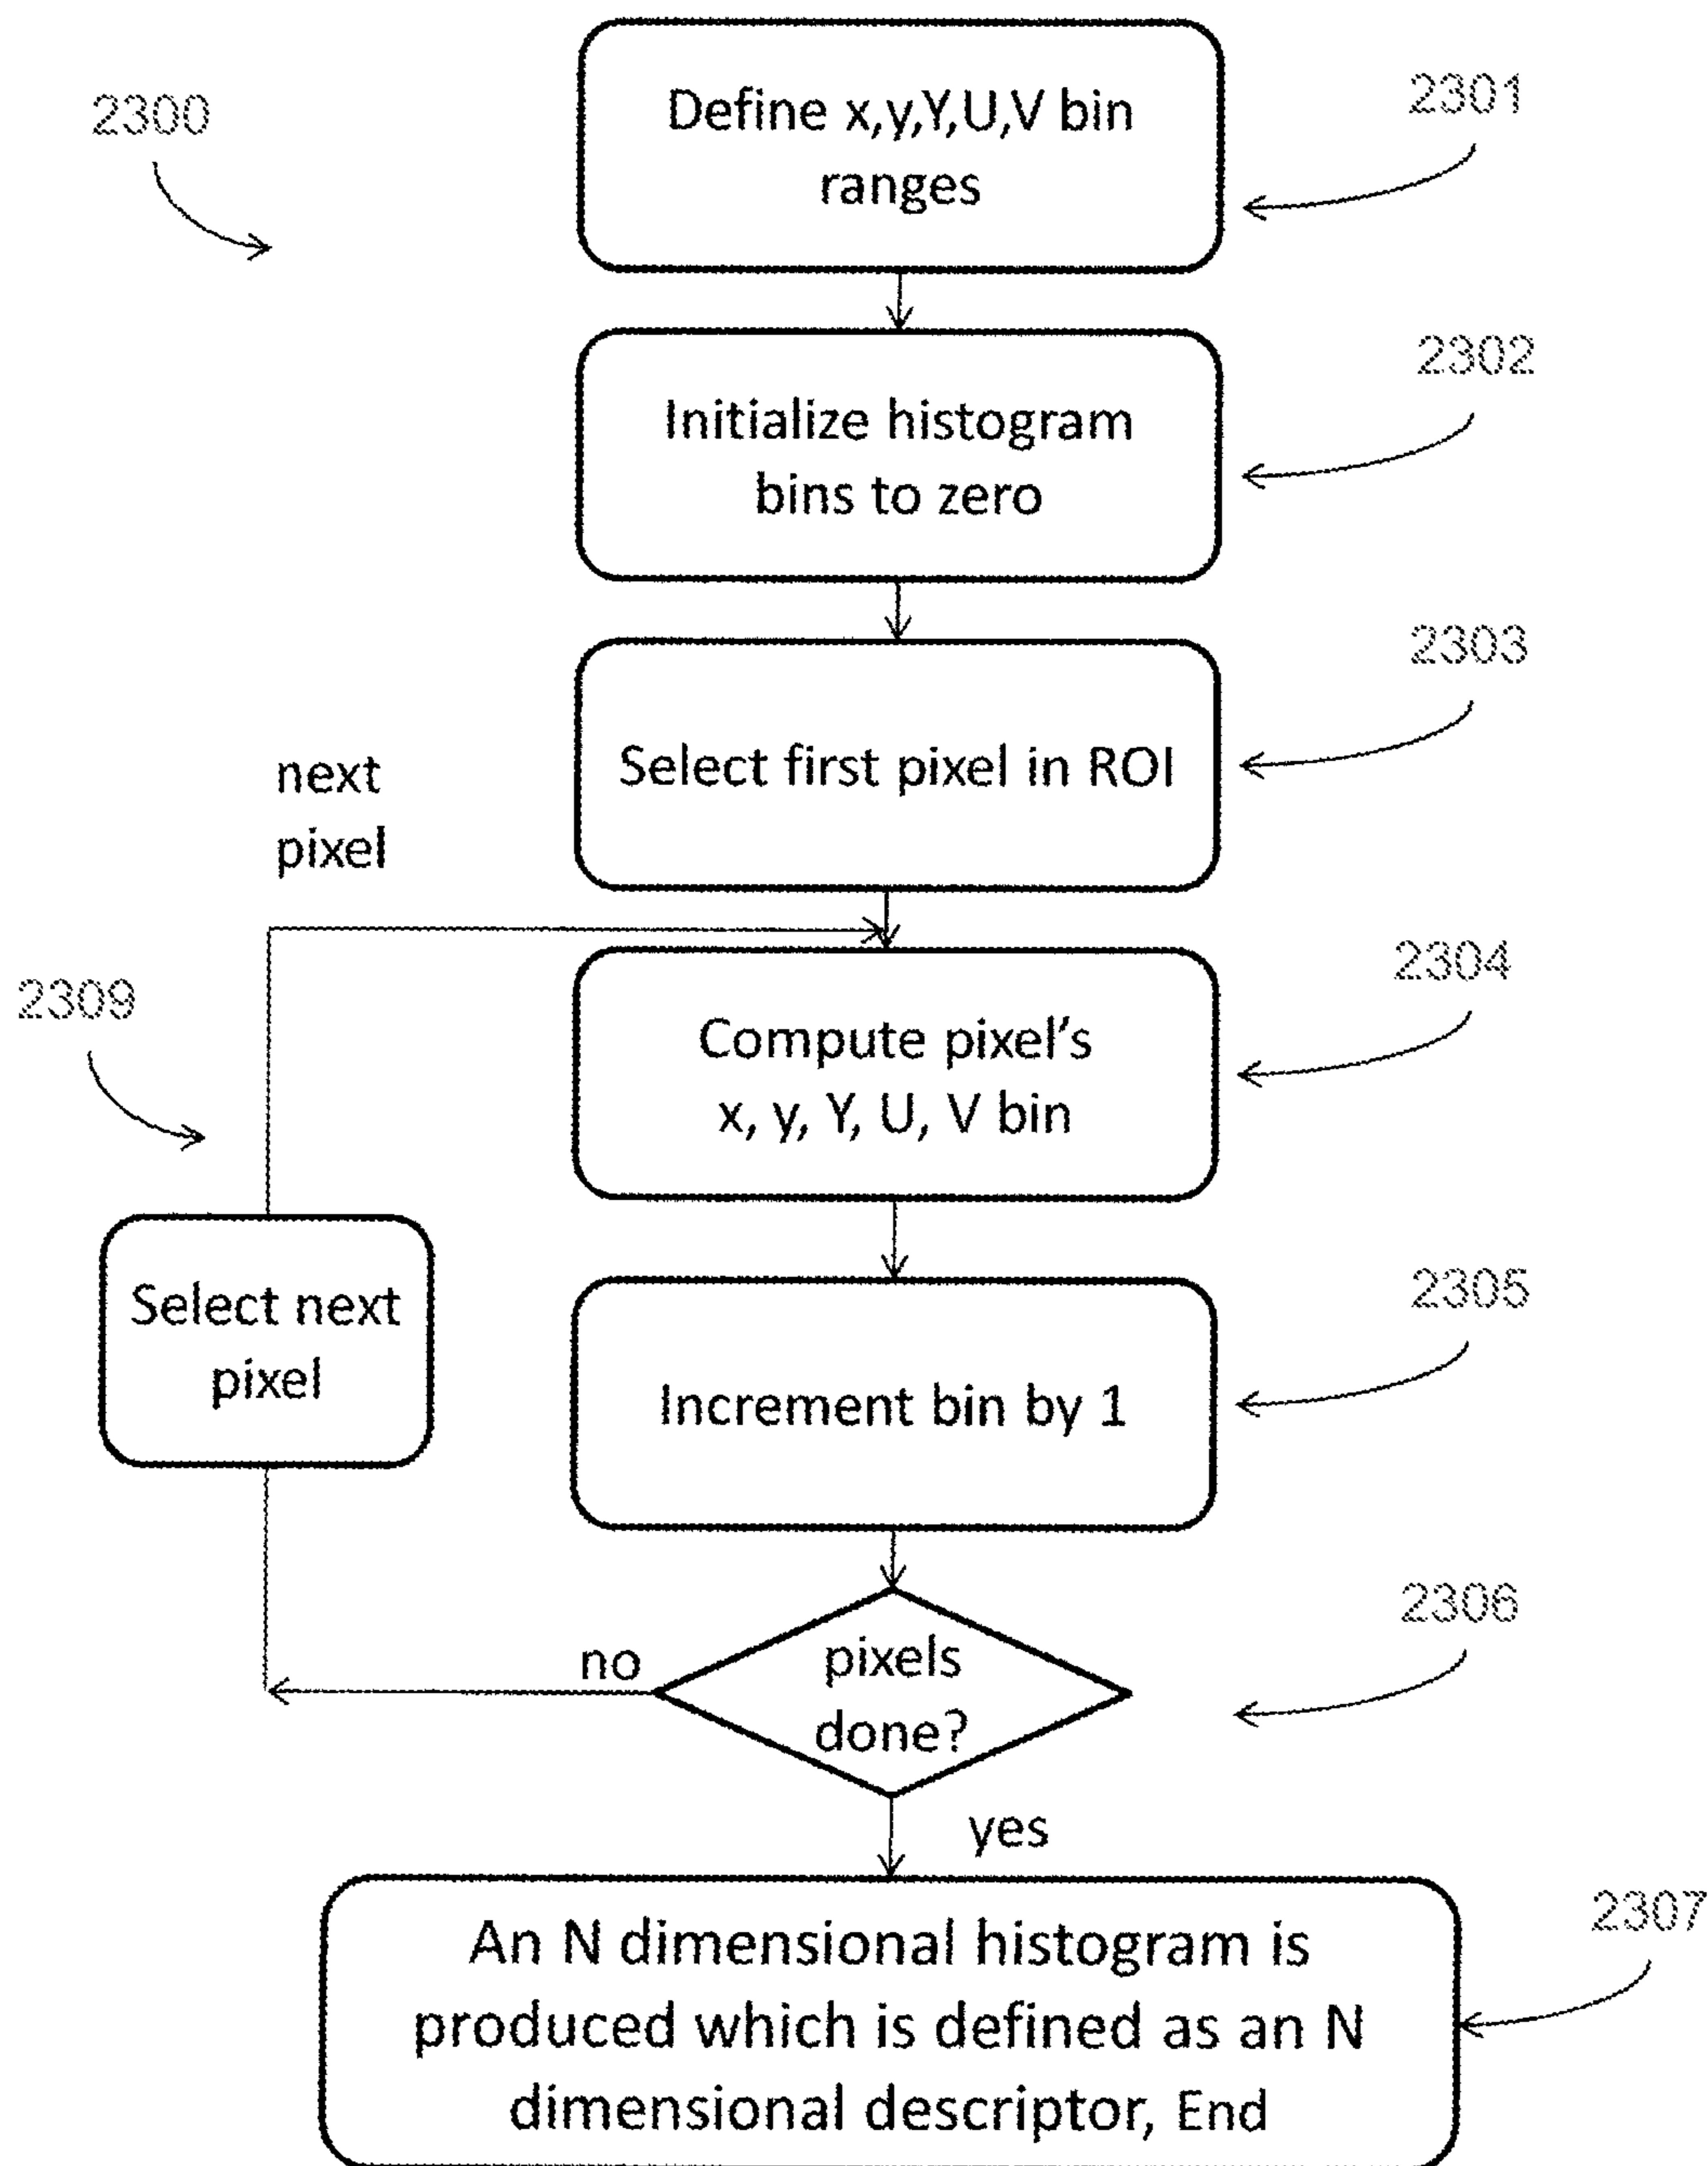 2300
Define x,y,Y,U,V bin
ranges
2301
Initialize histogram
bins to zero
2302
Select first pixel in ROI
2303
next
pixel
Compute pixel's
x, y, Y, U, V bin
2304
2309
Select next
pixel
Increment bin by 1
2305
pixels
done?
2306
no
yes
An N dimensional histogram is
produced which is defined as an N
dimensional descriptor, End
2307